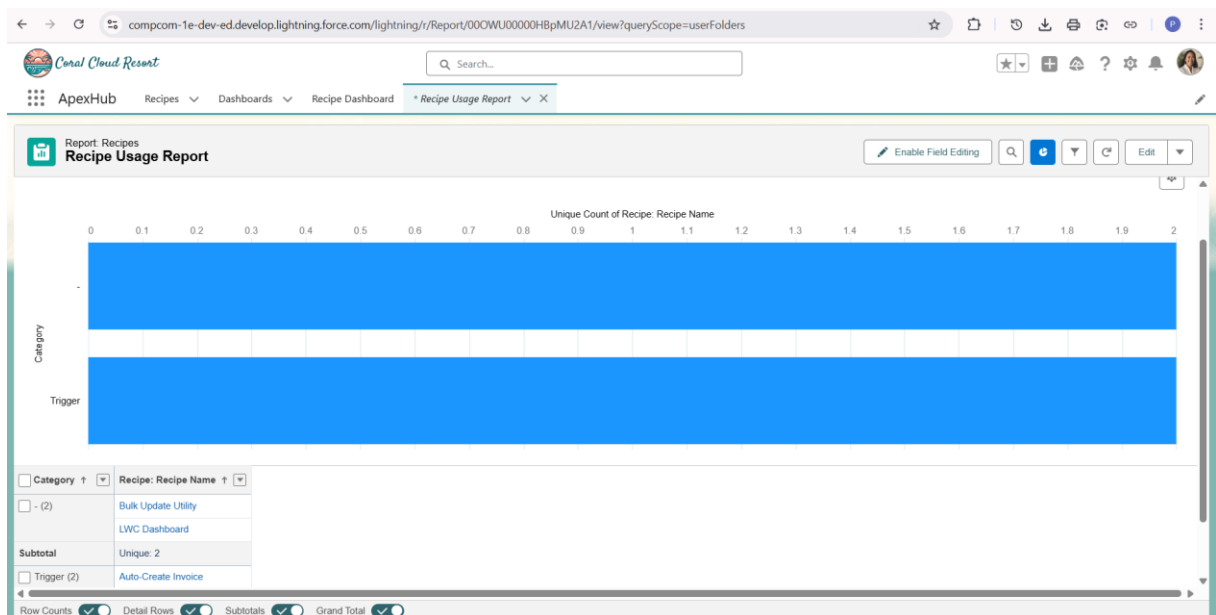 compcom-1e-dev-ed.develop.lightning.force.com/lightning/r/Report/00OWU00000HBpMU2A1/view?queryScope=userFolders
P
Coral Cloud Resort
Search...
ApexHub Recipes Dashboards Recipe Dashboard * Recipe Usage Report
Report: Recipes
Recipe Usage Report
Enable Field Editing Edit
Unique Count of Recipe: Recipe Name
0 0.1 0.2 0.3 0.4 0.5 0.6 0.7 0.8 0.9 1 1.1 1.2 1.3 1.4 1.5 1.6 1.7 1.8 1.9 2
-
Category
Trigger
Category ↑ Recipe: Recipe Name ↑
- (2) Bulk Update Utility
LWC Dashboard
Subtotal Unique: 2
Trigger (2) Auto-Create Invoice
Row Counts Detail Rows Subtotals Grand Total